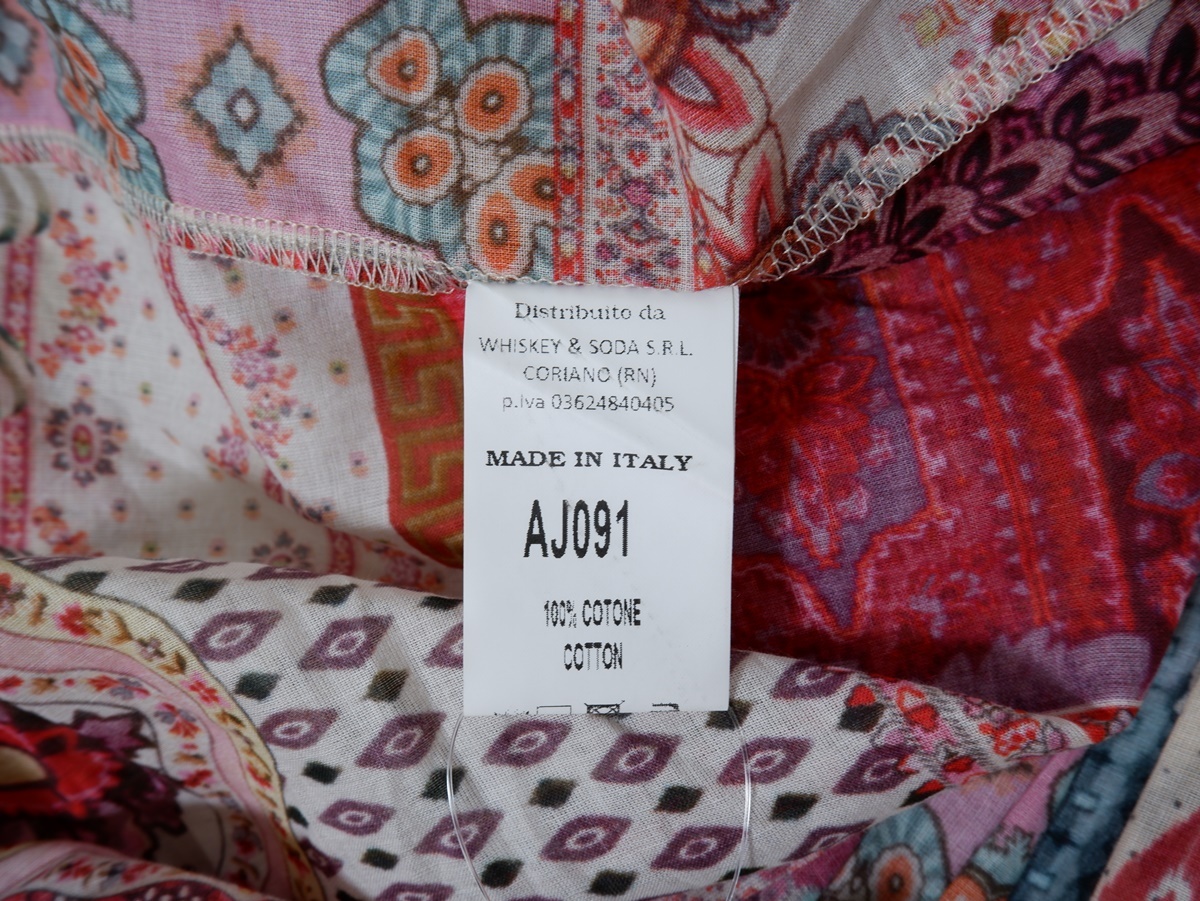 Distribuito da
WHISKEY & SODA S.R.L.
CORIANO (RN)
p.iva 03624840405
MADE IN ITALY
AJ091
100% COTONE
COTTON